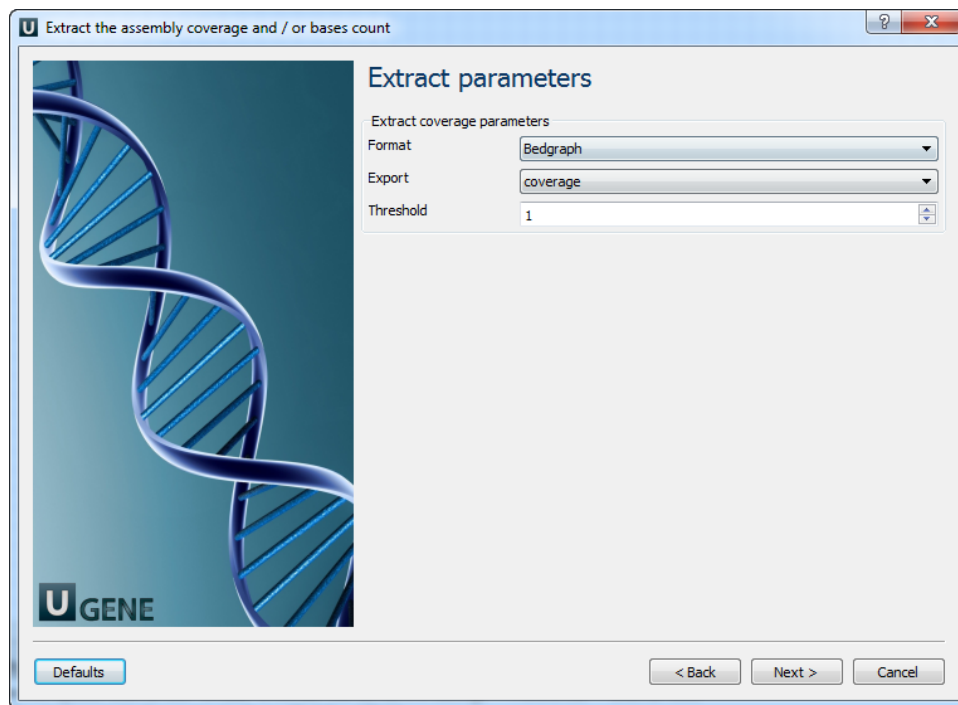 U Extract the assembly coverage and / or bases count
?
X
Extract parameters
Extract coverage parameters
Format Bedgraph
Export coverage
Threshold 1
U GENE
Defaults < Back Next > Cancel